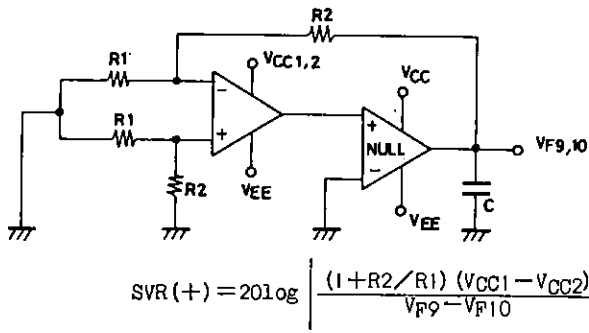 R2
R1
VCC1,2
VCC
−
R1
+
+
NULL
−
VF9,10
R2
VEE
VEE
C
SVR(+)=20log | (1+R2/R1) (VCC1−VCC2)
VF9−VF10